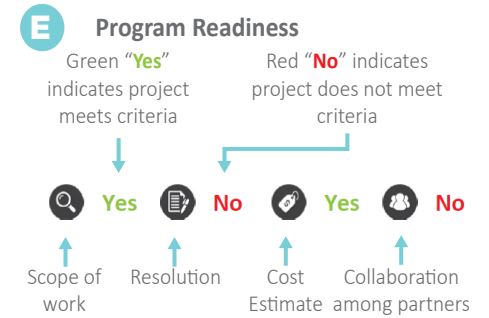 E Program Readiness
Green “Yes”
indicates project
meets criteria
Red “No” indicates
project does not meet
criteria
Yes No Yes No
Scope of
work
Resolution
Cost
Estimate
Collaboration
among partners